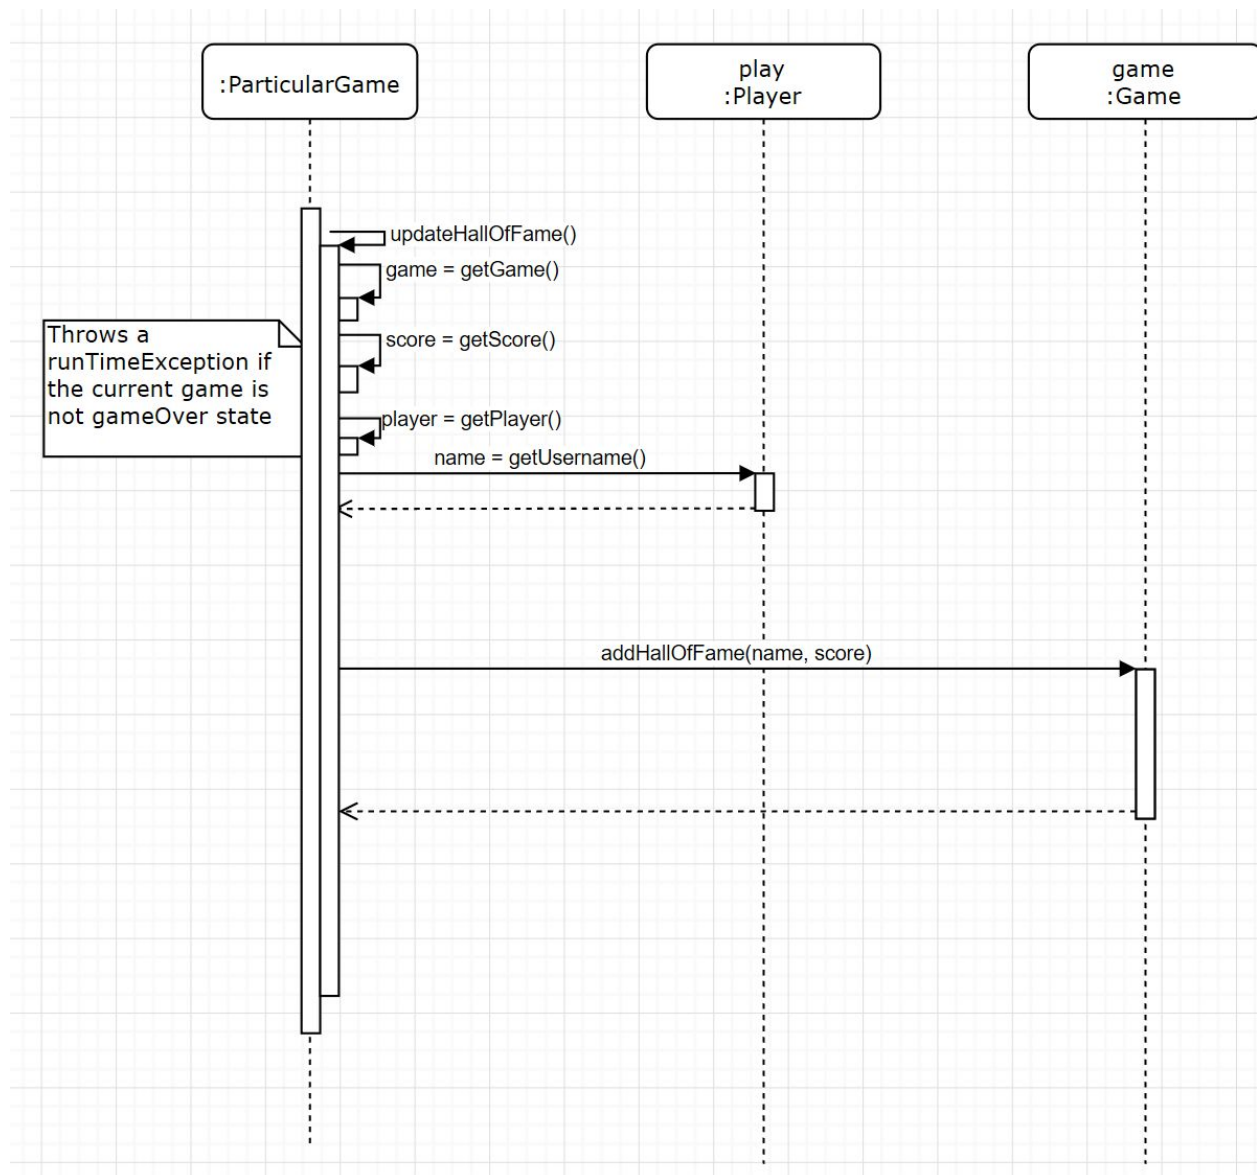 :ParticularGame
play
:Player
game
:Game
updateHallOfFame()
game = getGame()
Throws a
runTimeException if
the current game is
not gameOver state
score = getScore()
player = getPlayer()
name = getUsername()
addHallOfFame(name, score)